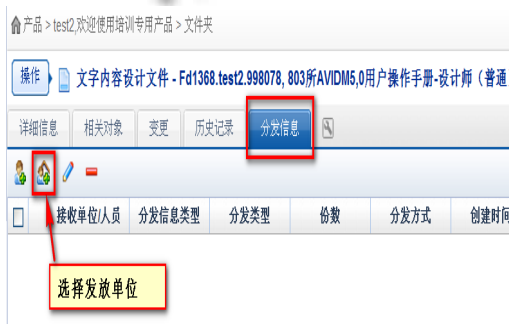 产品 > test2,欢迎使用培训专用产品 > 文件夹
操作 文字内容设计文件 - Fd1368.test2.998078, 803所AVIDM5,0用户操作手册-设计师（普通
详细信息 相关对象 变更 历史记录 分发信息
接收单位/人员 分发信息类型 分发类型 份数 分发方式 创建时间
选择发放单位